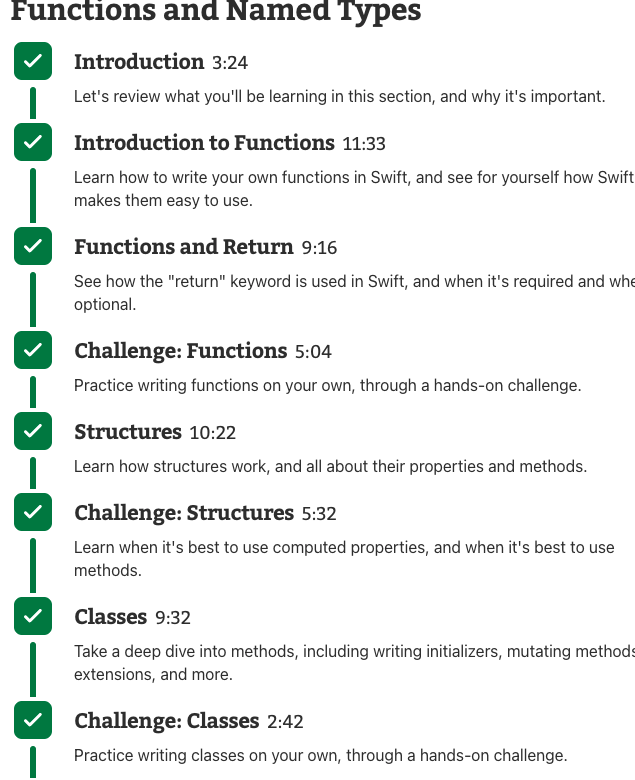 Functions and Named Types
Introduction 3:24
Let's review what you'll be learning in this section, and why it's important.
Introduction to Functions 11:33
Learn how to write your own functions in Swift, and see for yourself how Swift
makes them easy to use.
Functions and Return 9:16
See how the "return" keyword is used in Swift, and when it's required and
optional.
Challenge: Functions 5:04
Practice writing functions on your own, through a hands-on challenge.
Structures 10:22
Learn how structures work, and all about their properties and methods.
Challenge: Structures 5:32
Learn when it's best to use computed properties, and when it's best to use
methods.
Classes 9:32
Take a deep dive into methods, including writing initializers, mutating methods
extensions, and more.
Challenge: Classes 2:42
Practice writing classes on your own, through a hands-on challenge.